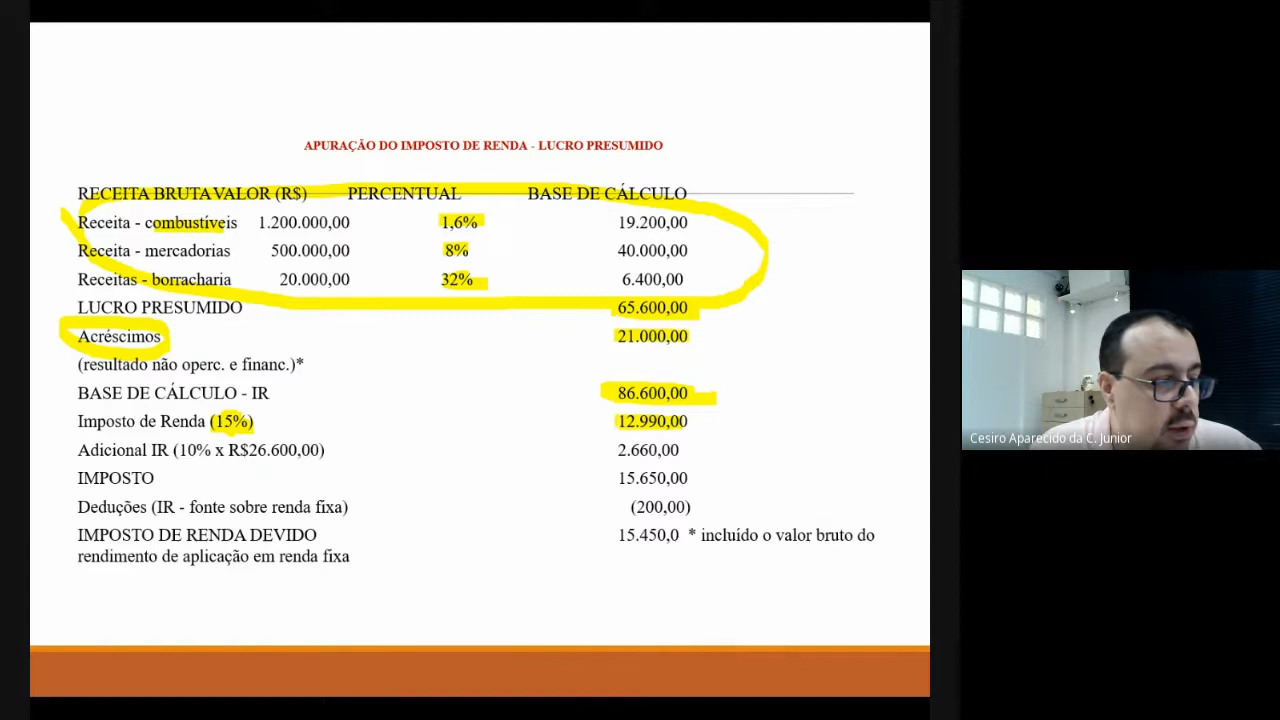 APURAÇÃO DO IMPOSTO DE RENDA - LUCRO PRESUMIDO
RECEITA BRUTA VALOR (R$) PERCENTUAL BASE DE CÁLCULO
Receita - combustíveis 1.200.000,00 1,6% 19.200,00
Receita - mercadorias 500.000,00 8% 40.000,00
Receitas - borracharia 20.000,00 32% 6.400,00
LUCRO PRESUMIDO 65.600,00
Acréscimos 21.000,00
(resultado não operc. e financ.)*
BASE DE CÁLCULO - IR 86.600,00
Imposto de Renda (15%) 12.990,00
Adicional IR (10% x R$26.600,00) 2.660,00
IMPOSTO 15.650,00
Deduções (IR - fonte sobre renda fixa) (200,00)
IMPOSTO DE RENDA DEVIDO 15.450,0 * incluído o valor bruto do
rendimento de aplicação em renda fixa
Cesiro Aparecido da C. Junior